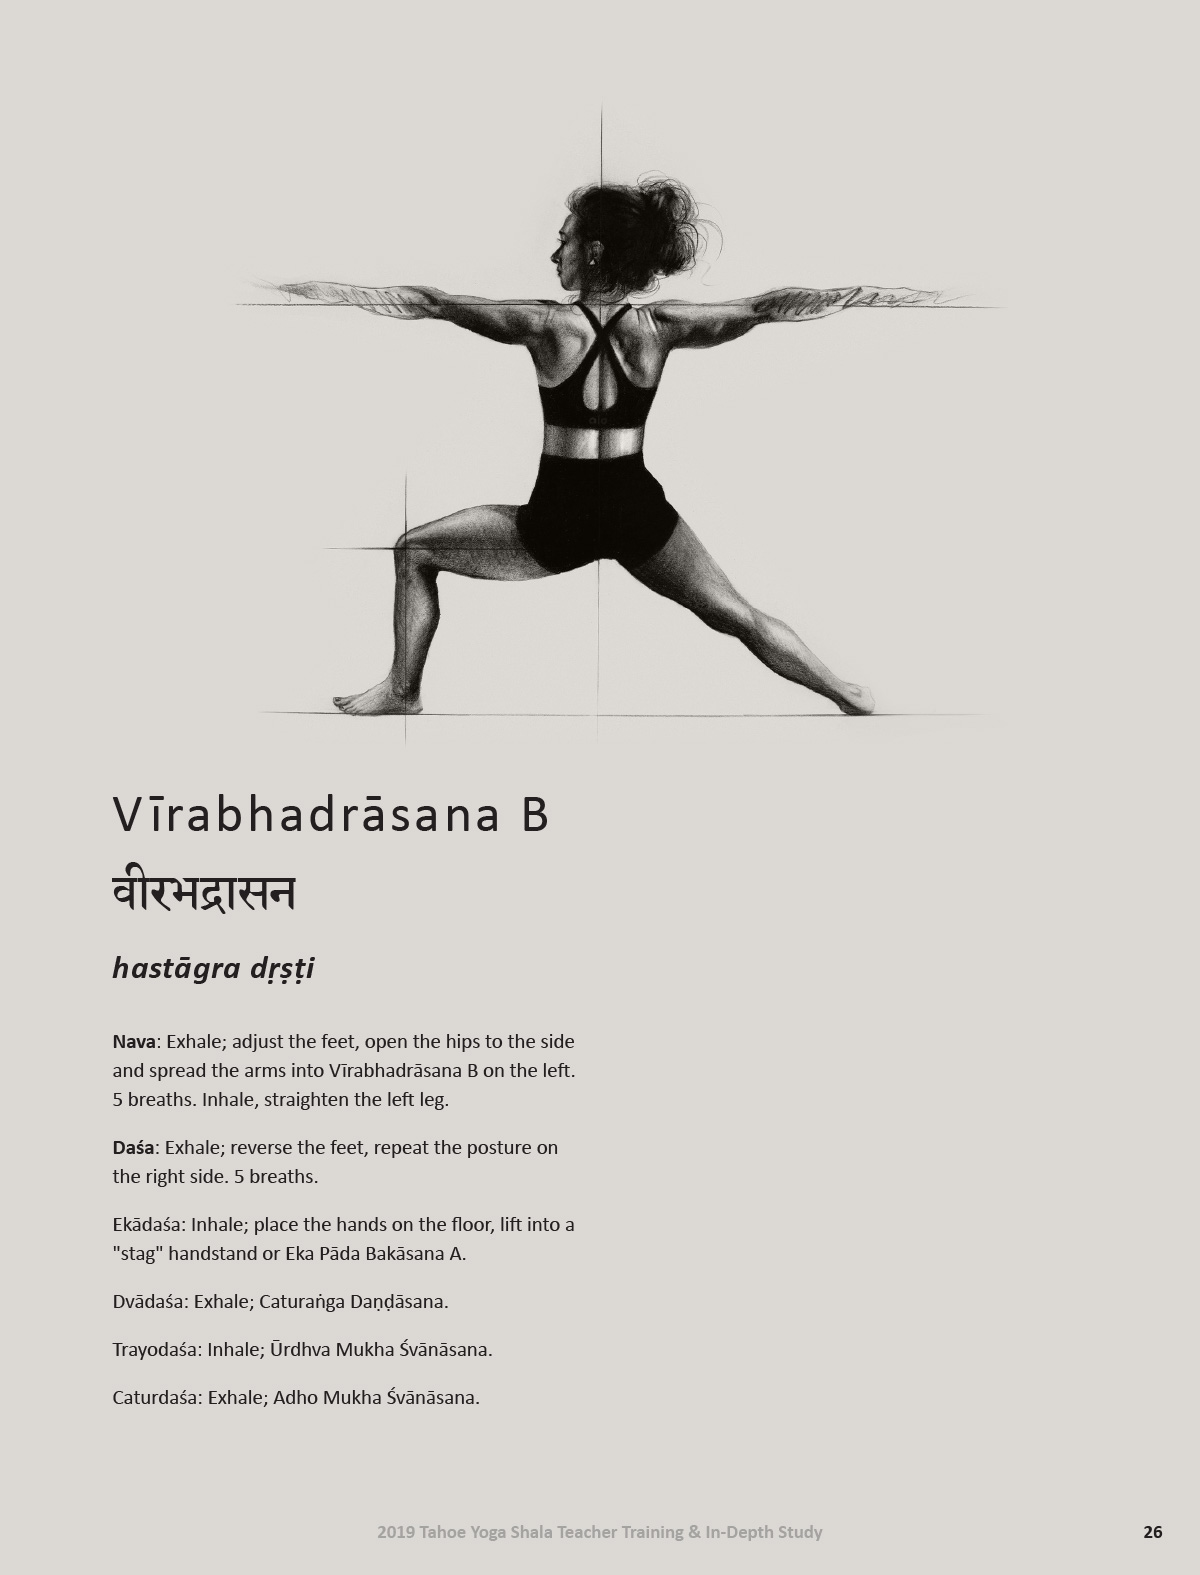 Vīrabhadrāsana B
वीरभद्रासन
hastāgra dṛṣṭi
Nava: Exhale; adjust the feet, open the hips to the side
and spread the arms into Vīrabhadrāsana B on the left.
5 breaths. Inhale, straighten the left leg.
Daśa: Exhale; reverse the feet, repeat the posture on
the right side. 5 breaths.
Ekādaśa: Inhale; place the hands on the floor, lift into a
"stag" handstand or Eka Pāda Bakāsana A.
Dvādaśa: Exhale; Caturaṅga Daṇḍāsana.
Trayodaśa: Inhale; Ūrdhva Mukha Śvānāsana.
Caturdaśa: Exhale; Adho Mukha Śvānāsana.
2019 Tahoe Yoga Shala Teacher Training & In-Depth Study
26